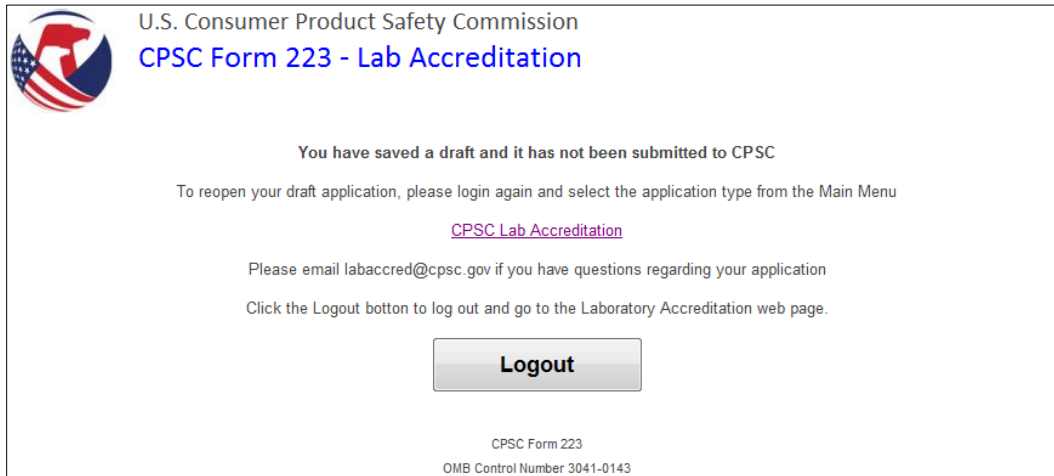 U.S. Consumer Product Safety Commission
CPSC Form 223 - Lab Accreditation
You have saved a draft and it has not been submitted to CPSC
To reopen your draft application, please login again and select the application type from the Main Menu
CPSC Lab Accreditation
Please email labaccred@cpsc.gov if you have questions regarding your application
Click the Logout botton to log out and go to the Laboratory Accreditation web page.
Logout
CPSC Form 223
OMB Control Number 3041-0143